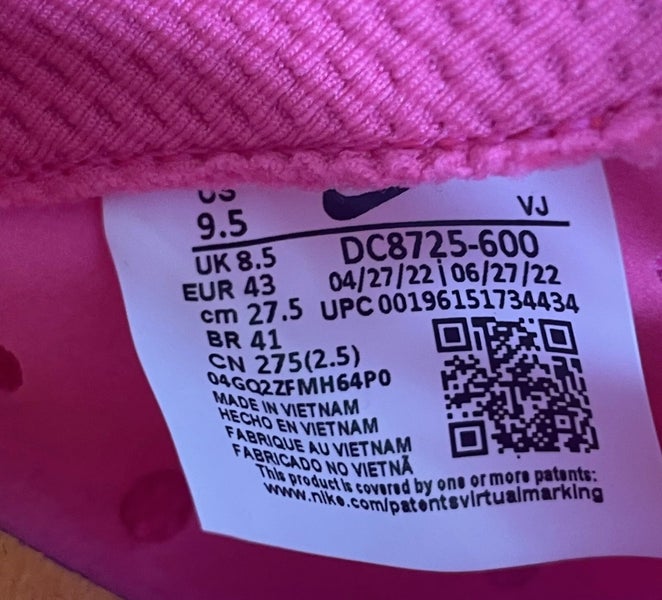 US
9.5
VJ
UK 8.5
EUR 43
cm 27.5
BR 41
CN 275(2.5)
04GQ2ZFMH64P0
DC8725-600
04/27/22 | 06/27/22
UPC 00196151734434
MADE IN VIETNAM
HECHO EN VIETNAM
FABRIQUE AU VIETNAM
FABRICADO NO VIETNÃ
This product is covered by one or more patents:
www.nike.com/patentsvirtualmarking